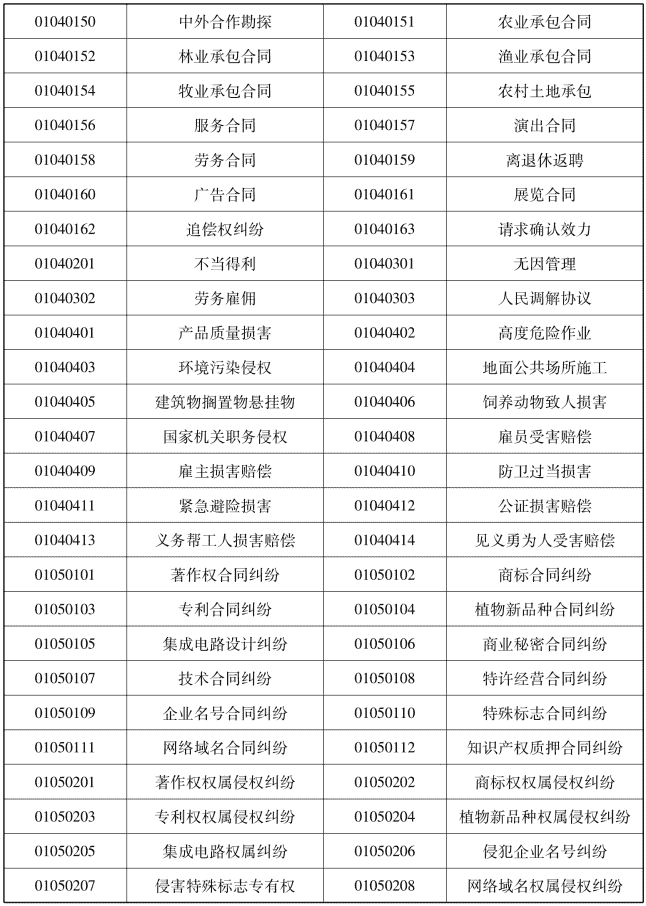 01040150 中外合作勘探 01040151 农业承包合同
01040152 林业承包合同 01040153 渔业承包合同
01040154 牧业承包合同 01040155 农村土地承包
01040156 服务合同 01040157 演出合同
01040158 劳务合同 01040159 离退休返聘
01040160 广告合同 01040161 展览合同
01040162 追偿权纠纷 01040163 请求确认效力
01040201 不当得利 01040301 无因管理
01040302 劳务雇佣 01040303 人民调解协议
01040401 产品质量损害 01040402 高度危险作业
01040403 环境污染侵权 01040404 地面公共场所施工
01040405 建筑物搁置物悬挂物 01040406 饲养动物致人损害
01040407 国家机关职务侵权 01040408 雇员受害赔偿
01040409 雇主损害赔偿 01040410 防卫过当损害
01040411 紧急避险损害 01040412 公证损害赔偿
01040413 义务帮工人损害赔偿 01040414 见义勇为人受害赔偿
01050101 著作权合同纠纷 01050102 商标合同纠纷
01050103 专利合同纠纷 01050104 植物新品种合同纠纷
01050105 集成电路设计纠纷 01050106 商业秘密合同纠纷
01050107 技术合同纠纷 01050108 特许经营合同纠纷
01050109 企业名号合同纠纷 01050110 特殊标志合同纠纷
01050111 网络域名合同纠纷 01050112 知识产权质押合同纠纷
01050201 著作权权属侵权纠纷 01050202 商标权权属侵权纠纷
01050203 专利权权属侵权纠纷 01050204 植物新品种权属侵权纠纷
01050205 集成电路权属纠纷 01050206 侵犯企业名号纠纷
01050207 侵害特殊标志专有权 01050208 网络域名权属侵权纠纷